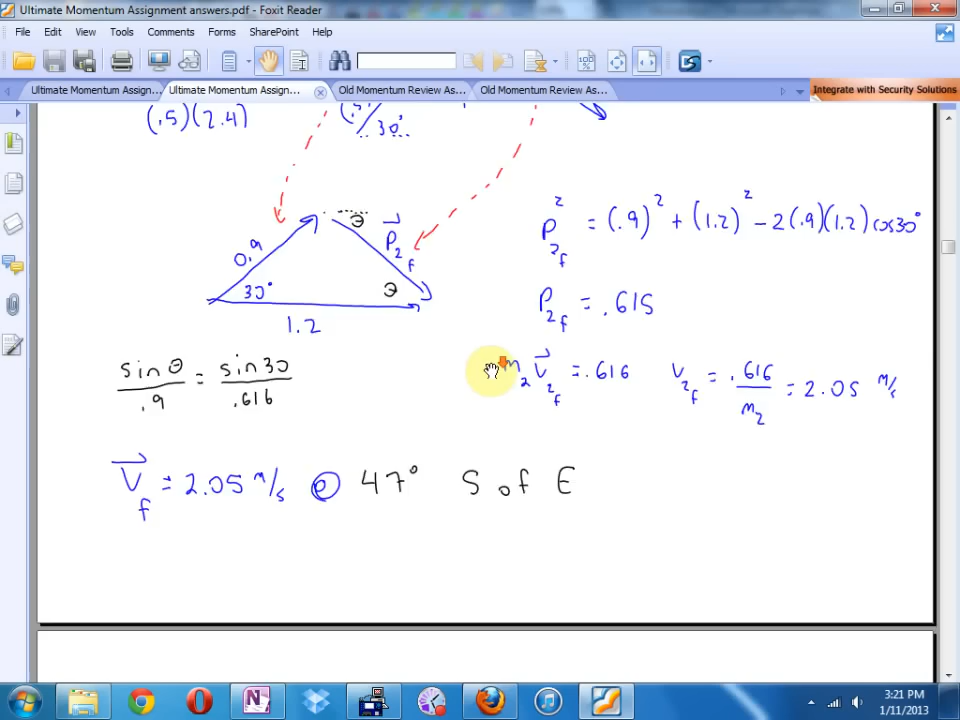 Ultimate Momentum Assignment answers.pdf - Foxit Reader
File Edit View Tools Comments Forms SharePoint Help
Ultimate Momentum Assign... Ultimate Momentum Assign... Old Momentum Review As... Old Momentum Review As... Integrate with Security Solutions
(.5)(2.4)
30°
P₂f² = (.9)² + (1.2)² - 2(.9)(1.2) cos30°
θ
0.9
P₂f
30°
θ
1.2
P₂f = .615
sin θ / .9 = sin 30 / .616
m₂ V₂f = .616
V₂f = .616 / m₂ = 2.05 m/s
Vf = 2.05 m/s @ 47° S of E
3:21 PM
1/11/2013